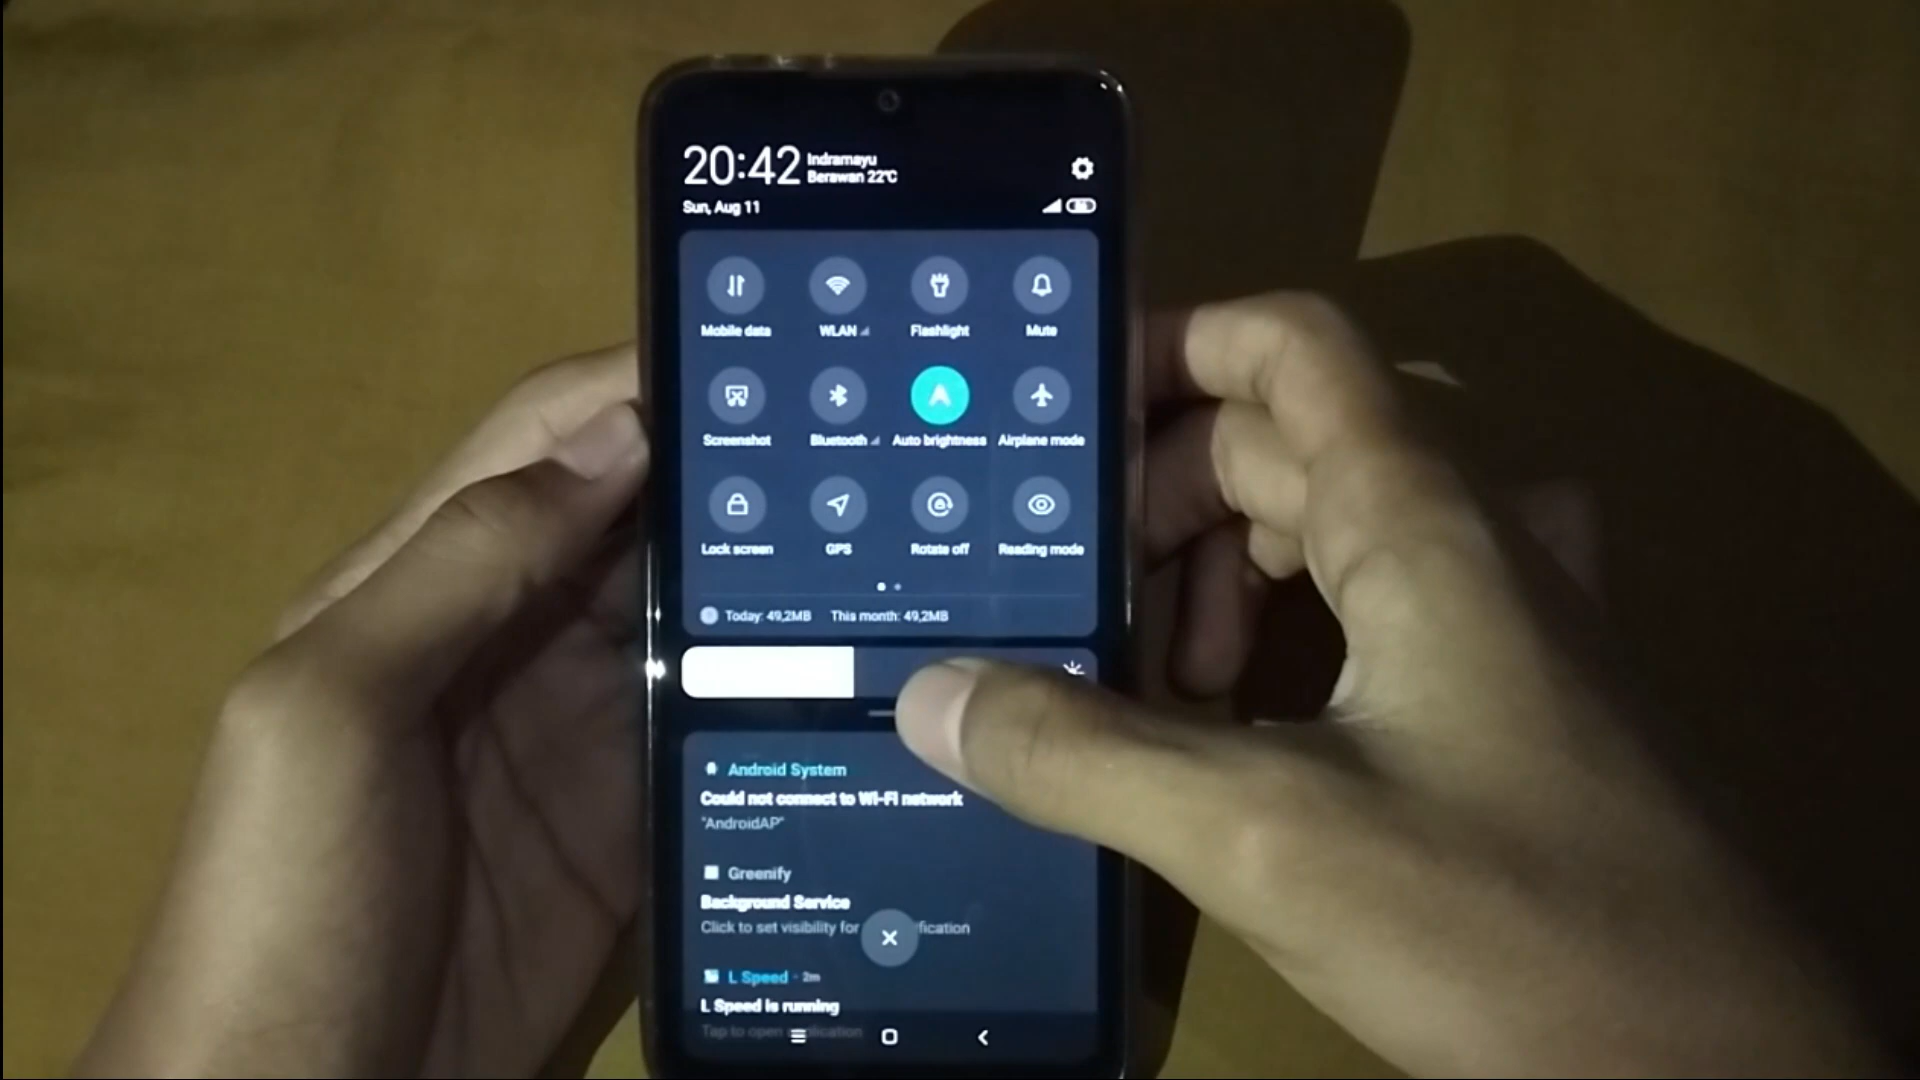 20:42
Indramayu
Berawan 22°C
Sun, Aug 11
Mobile data
WLAN
Flashlight
Mute
Screenshot
Bluetooth
Auto brightness
Airplane mode
Lock screen
GPS
Rotate off
Reading mode
Today: 49,2MB This month: 49,2MB
Android System
Could not connect to Wi-Fi network
"AndroidAP"
Greenify
Background Service
Click to set visibility for
L Speed · 2m
L Speed is running
Tap to open